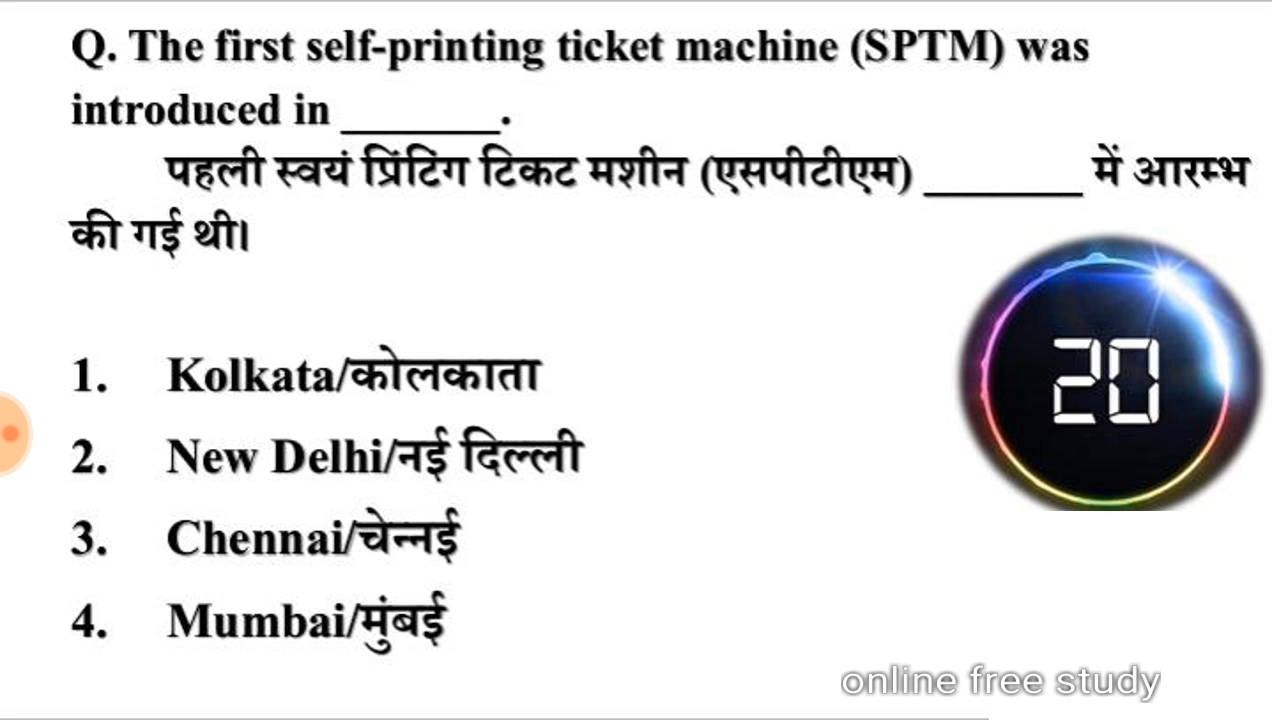 Q. The first self-printing ticket machine (SPTM) was
introduced in _______.
पहली स्वयं प्रिंटिंग टिकट मशीन (एसपीटीएम) _______ में आरम्भ
की गई थी।
20
1. Kolkata/कोलकाता
2. New Delhi/नई दिल्ली
3. Chennai/चेन्नई
4. Mumbai/मुंबई
online free study